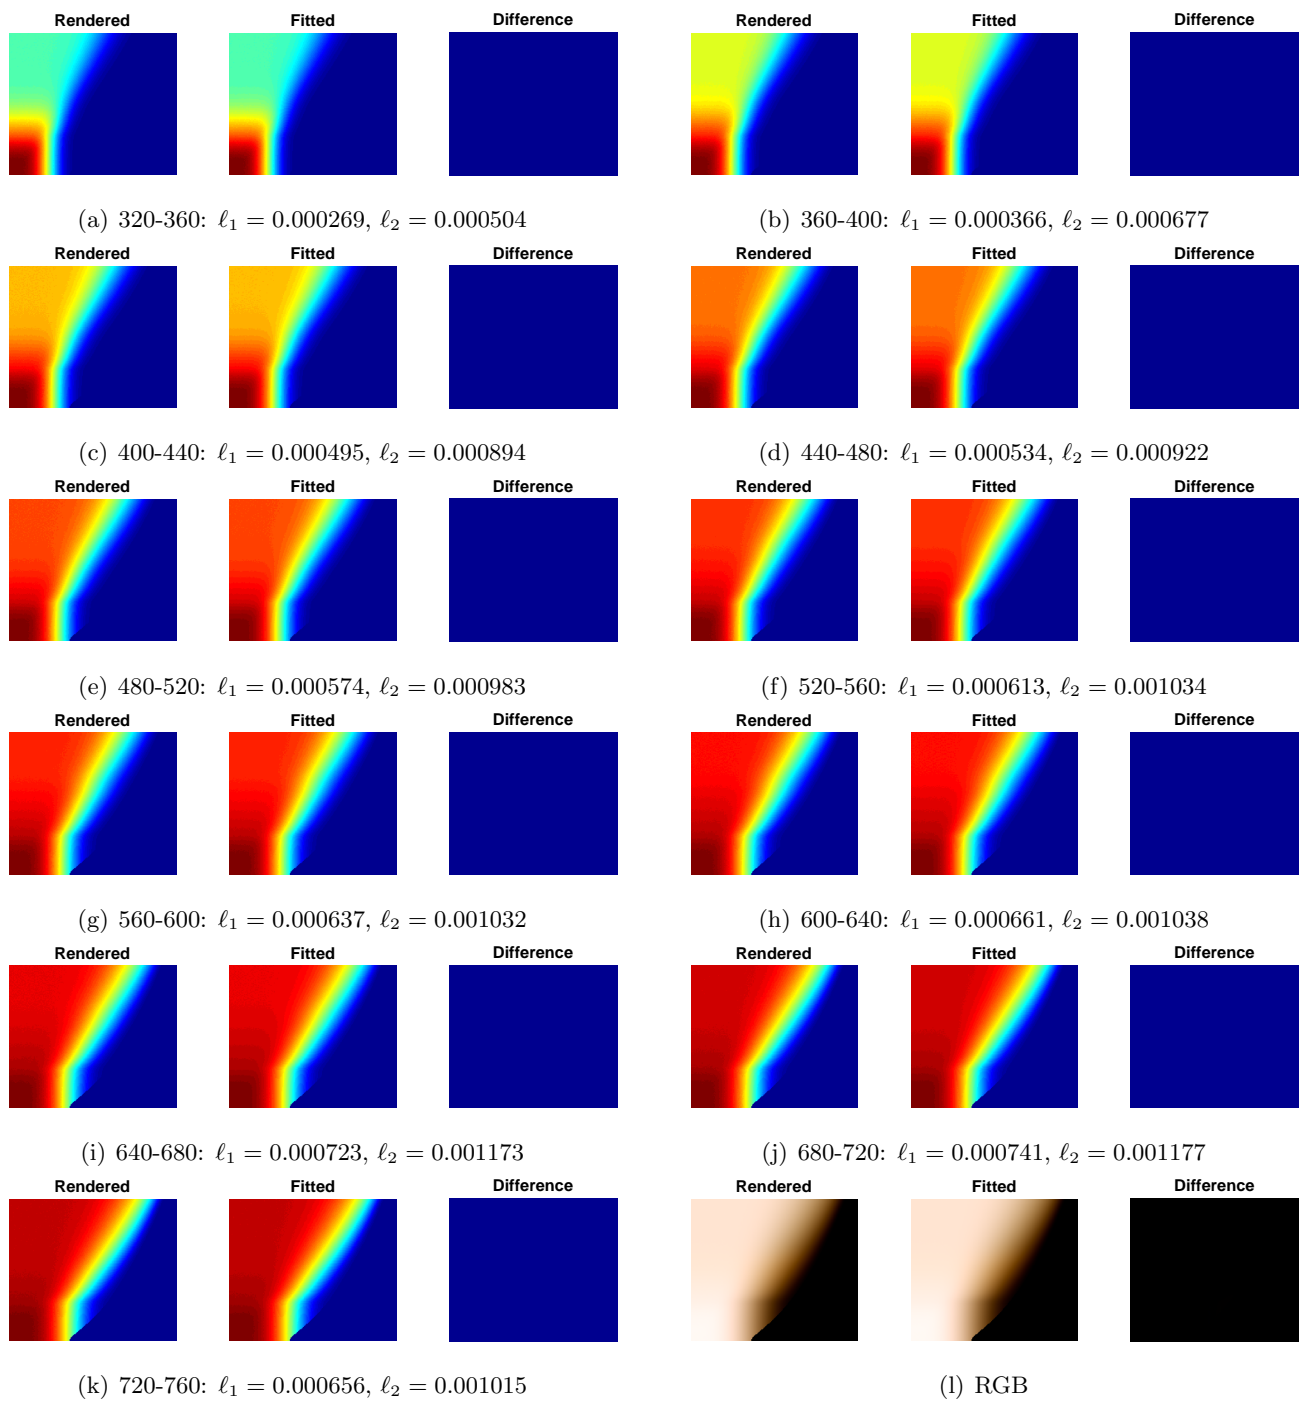 Rendered Fitted Difference Rendered Fitted Difference
(a) 320-360: ℓ₁ = 0.000269, ℓ₂ = 0.000504 (b) 360-400: ℓ₁ = 0.000366, ℓ₂ = 0.000677
Rendered Fitted Difference Rendered Fitted Difference
(c) 400-440: ℓ₁ = 0.000495, ℓ₂ = 0.000894 (d) 440-480: ℓ₁ = 0.000534, ℓ₂ = 0.000922
Rendered Fitted Difference Rendered Fitted Difference
(e) 480-520: ℓ₁ = 0.000574, ℓ₂ = 0.000983 (f) 520-560: ℓ₁ = 0.000613, ℓ₂ = 0.001034
Rendered Fitted Difference Rendered Fitted Difference
(g) 560-600: ℓ₁ = 0.000637, ℓ₂ = 0.001032 (h) 600-640: ℓ₁ = 0.000661, ℓ₂ = 0.001038
Rendered Fitted Difference Rendered Fitted Difference
(i) 640-680: ℓ₁ = 0.000723, ℓ₂ = 0.001173 (j) 680-720: ℓ₁ = 0.000741, ℓ₂ = 0.001177
Rendered Fitted Difference Rendered Fitted Difference
(k) 720-760: ℓ₁ = 0.000656, ℓ₂ = 0.001015 (l) RGB